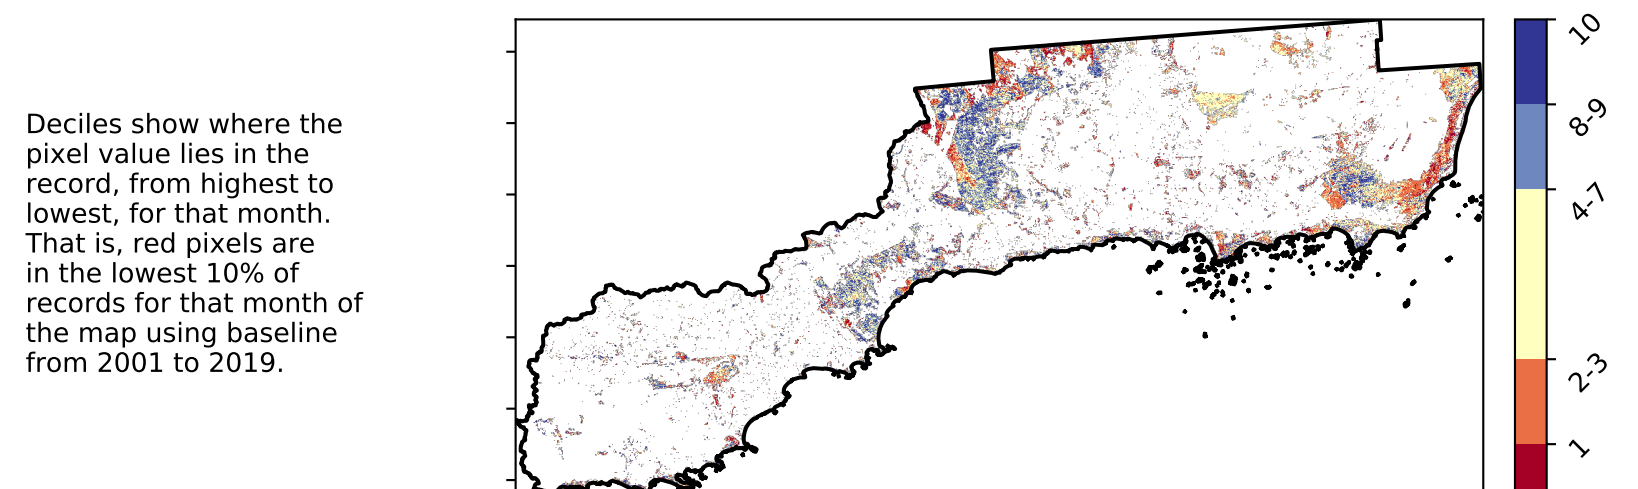 Deciles show where the
pixel value lies in the
record, from highest to
lowest, for that month.
That is, red pixels are
in the lowest 10% of
records for that month of
the map using baseline
from 2001 to 2019.
10
8-9
4-7
2-3
1